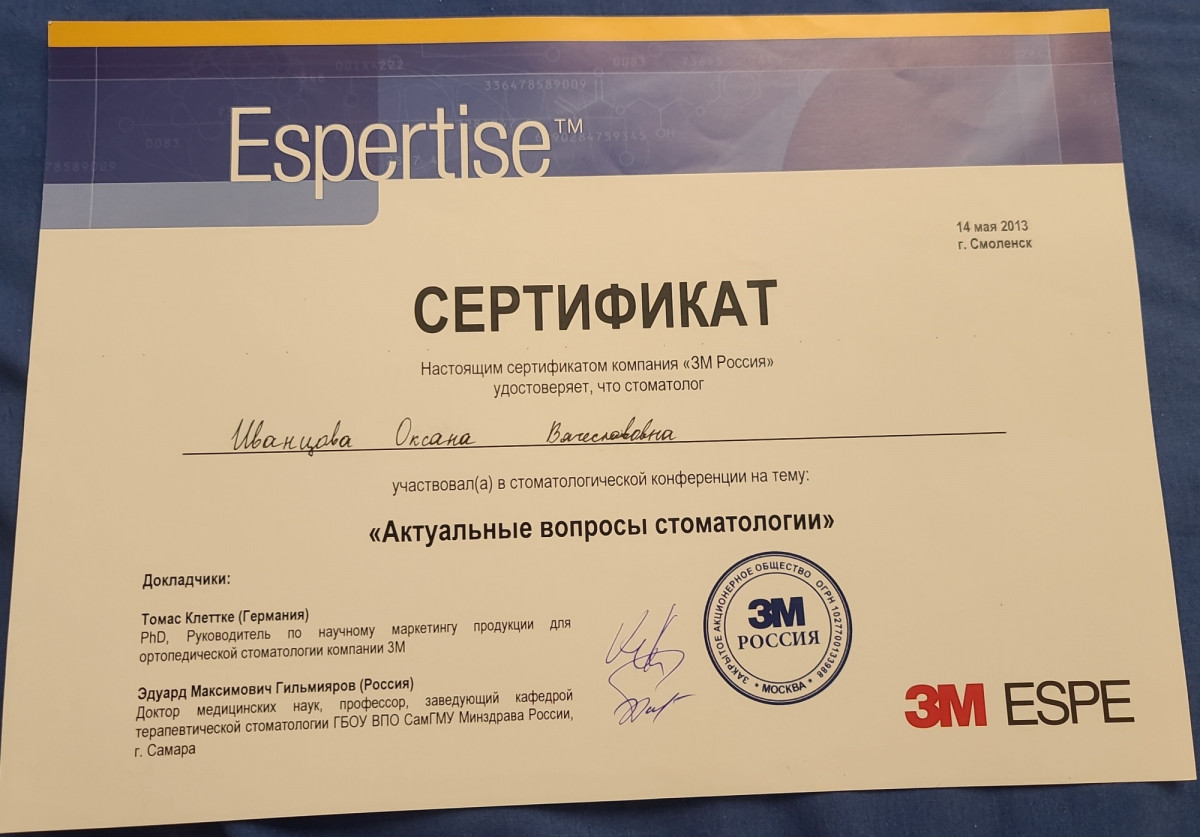 Espertise™
14 мая 2013
г. Смоленск
СЕРТИФИКАТ
Настоящим сертификатом компания «3М Россия»
удостоверяет, что стоматолог
Иванцова Оксана Вячеславовна
участвовал(а) в стоматологической конференции на тему:
«Актуальные вопросы стоматологии»
Докладчики:
Томас Клеттке (Германия)
PhD, Руководитель по научному маркетингу продукции для
ортопедической стоматологии компании 3М
Эдуард Максимович Гильмияров (Россия)
Доктор медицинских наук, профессор, заведующий кафедрой
терапевтической стоматологии ГБОУ ВПО СамГМУ Минздрава России,
г. Самара
ЗАКРЫТОЕ АКЦИОНЕРНОЕ ОБЩЕСТВО ОГРН
3М
РОССИЯ
* МОСКВА *
3M ESPE
336478589009